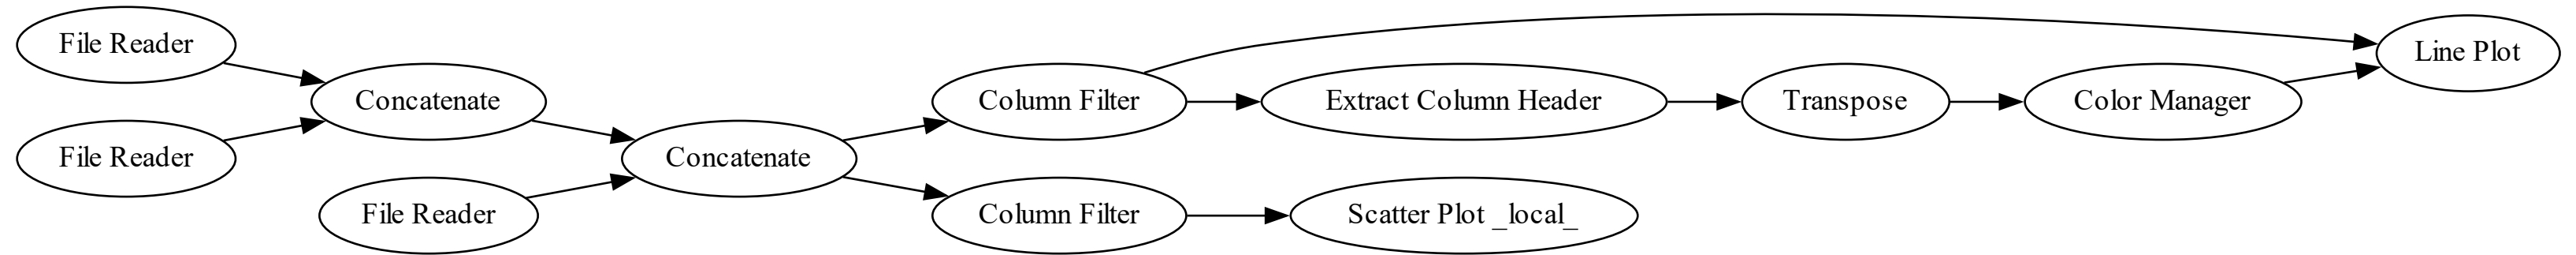 File Reader
File Reader
Concatenate
File Reader
Concatenate
Column Filter
Column Filter
Extract Column Header
Scatter Plot _local_
Transpose
Color Manager
Line Plot